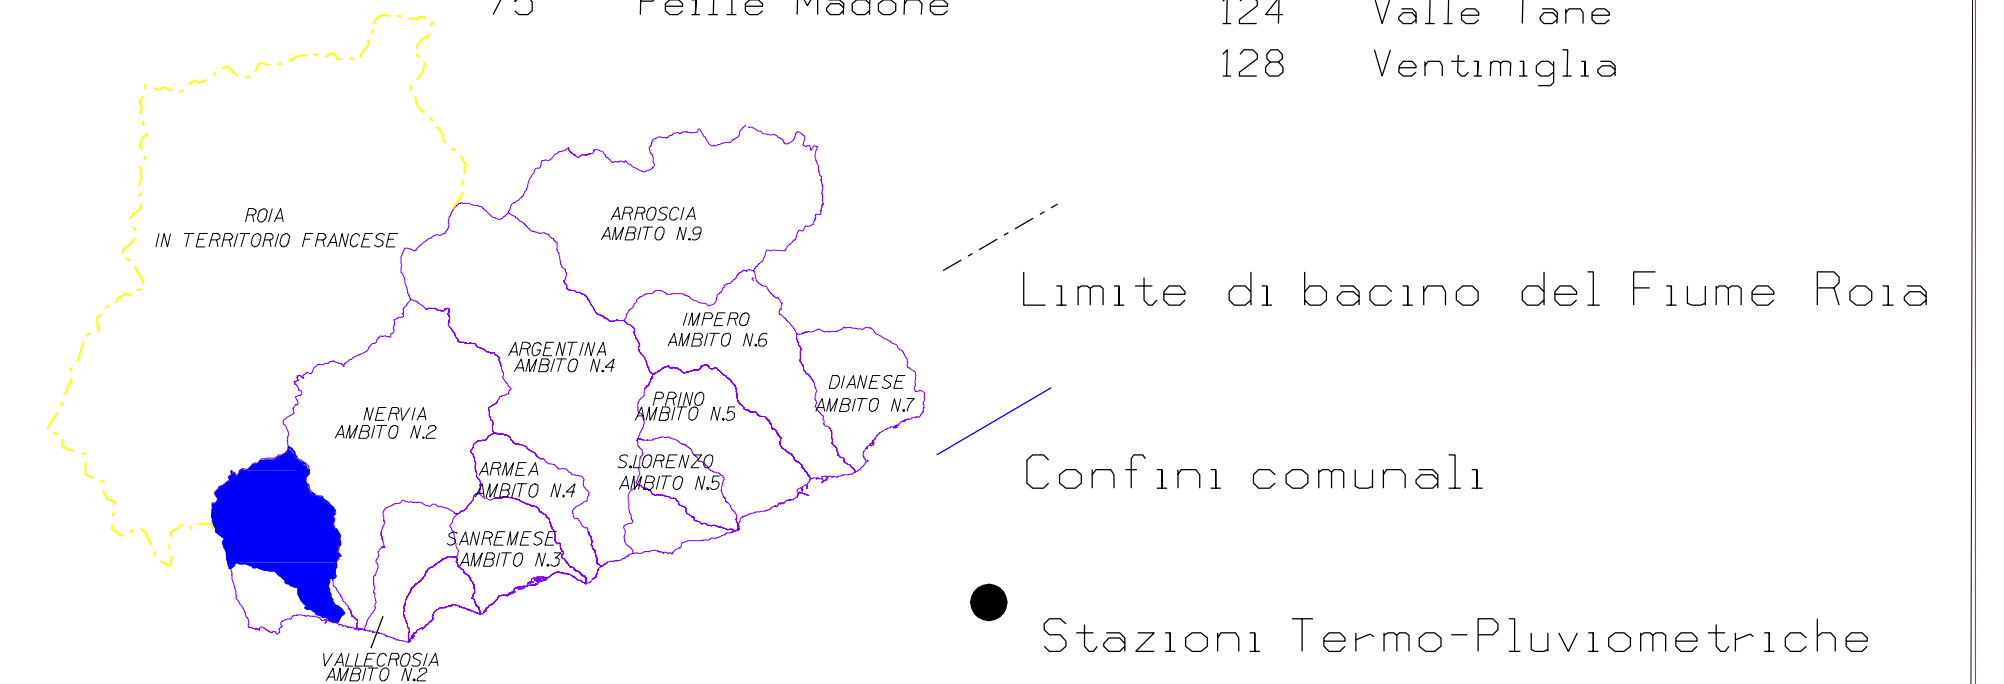 75 Peille Madone
124 Valle Tane
128 Ventimiglia
ROIA
IN TERRITORIO FRANCESE
ARROSCIA
AMBITO N.9
IMPERO
AMBITO N.6
ARGENTINA
AMBITO N.4
DIANESE
AMBITO N.7
PRINO
AMBITO N.5
NERVIA
AMBITO N.2
S.LORENZO
AMBITO N.5
ARMEA
AMBITO N.4
SANREMESE
AMBITO N.3
VALLECROSIA
AMBITO N.2
Limite di bacino del Fiume Roia
Confini comunali
Stazioni Termo-Pluviometriche